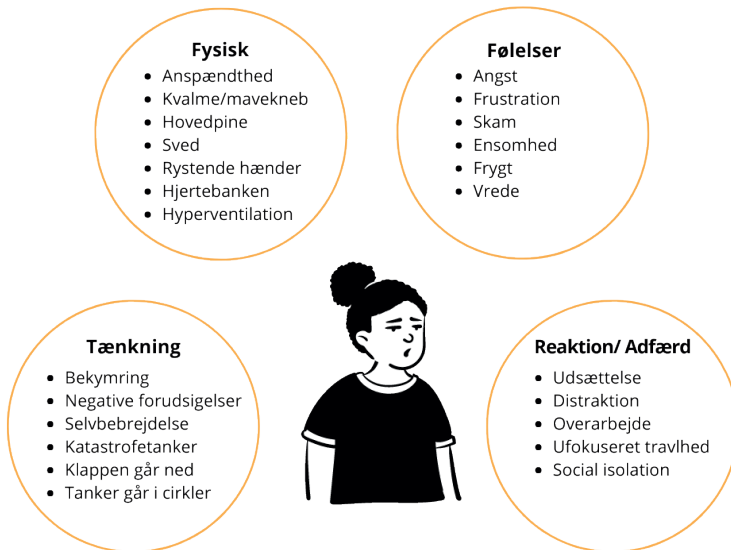 Fysisk
• Anspændthed
• Kvalme/mavekneb
• Hovedpine
• Sved
• Rystende hænder
• Hjertebanken
• Hyperventilation
Følelser
• Angst
• Frustration
• Skam
• Ensomhed
• Frygt
• Vrede
Tænkning
• Bekymring
• Negative forudsigelser
• Selvbebrejdelse
• Katastrofetanker
• Klappen går ned
• Tanker går i cirkler
Reaktion/ Adfærd
• Udsættelse
• Distraktion
• Overarbejde
• Ufokuseret travlhed
• Social isolation